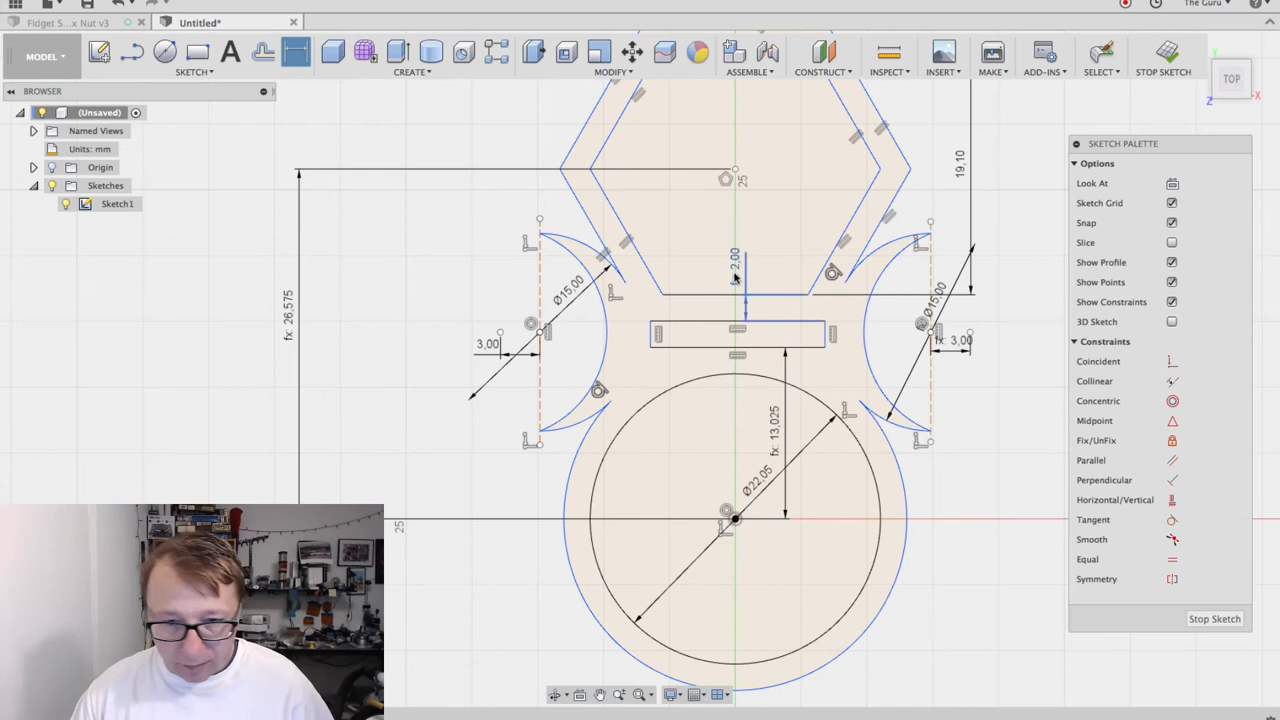 The Guru
Fidget S...x Nut v3
Untitled*
MODEL
SKETCH
CREATE
MODIFY
ASSEMBLE
CONSTRUCT
INSPECT
INSERT
MAKE
ADD-INS
SELECT
STOP SKETCH
TOP
Y
X
Z
BROWSER
(Unsaved)
Named Views
Units: mm
Origin
Sketches
Sketch1
SKETCH PALETTE
Options
Look At
Sketch Grid
Snap
Slice
Show Profile
Show Points
Show Constraints
3D Sketch
Constraints
Coincident
Collinear
Concentric
Midpoint
Fix/UnFix
Parallel
Perpendicular
Horizontal/Vertical
Tangent
Smooth
Equal
Symmetry
Stop Sketch
19,10
25
fx: 26,575
2,00
Ø15,00
Ø15,00
3,00
fx: 3,00
fx: 13,025
Ø22,05
25